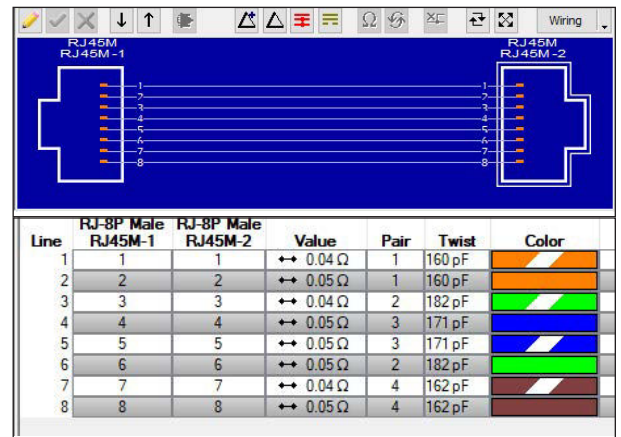 Wiring
RJ45M RJ45M
RJ45M-1 RJ45M-2
1 1
2 2
3 3
4 4
5 5
6 6
7 7
8 8
RJ-8P Male RJ-8P Male
Line RJ45M-1 RJ45M-2 Value Pair Twist Color
1 1 1 ↔ 0.04 Ω 1 160 pF
2 2 2 ↔ 0.05 Ω 1 160 pF
3 3 3 ↔ 0.04 Ω 2 182 pF
4 4 4 ↔ 0.05 Ω 3 171 pF
5 5 5 ↔ 0.05 Ω 3 171 pF
6 6 6 ↔ 0.05 Ω 2 182 pF
7 7 7 ↔ 0.04 Ω 4 162 pF
8 8 8 ↔ 0.05 Ω 4 162 pF